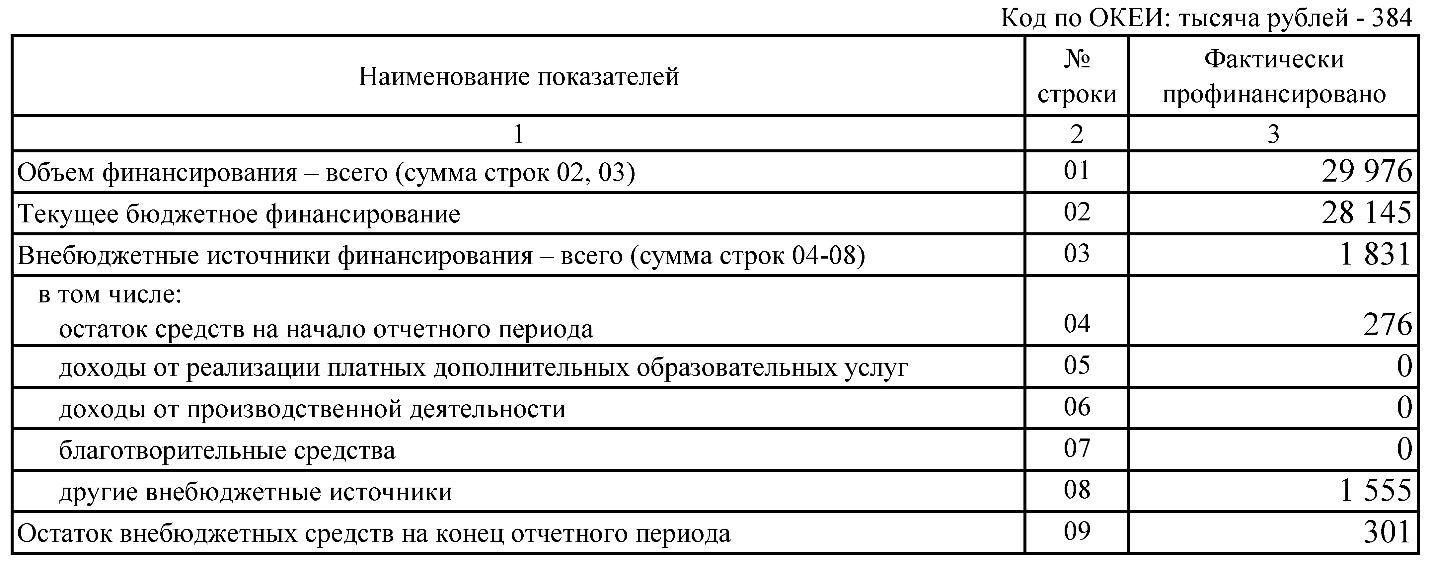 Код по ОКЕИ: тысяча рублей - 384
Наименование показателей № строки Фактически профинансировано
1 2 3
Объем финансирования – всего (сумма строк 02, 03) 01 29 976
Текущее бюджетное финансирование 02 28 145
Внебюджетные источники финансирования – всего (сумма строк 04-08) 03 1 831
в том числе:
остаток средств на начало отчетного периода 04 276
доходы от реализации платных дополнительных образовательных услуг 05 0
доходы от производственной деятельности 06 0
благотворительные средства 07 0
другие внебюджетные источники 08 1 555
Остаток внебюджетных средств на конец отчетного периода 09 301